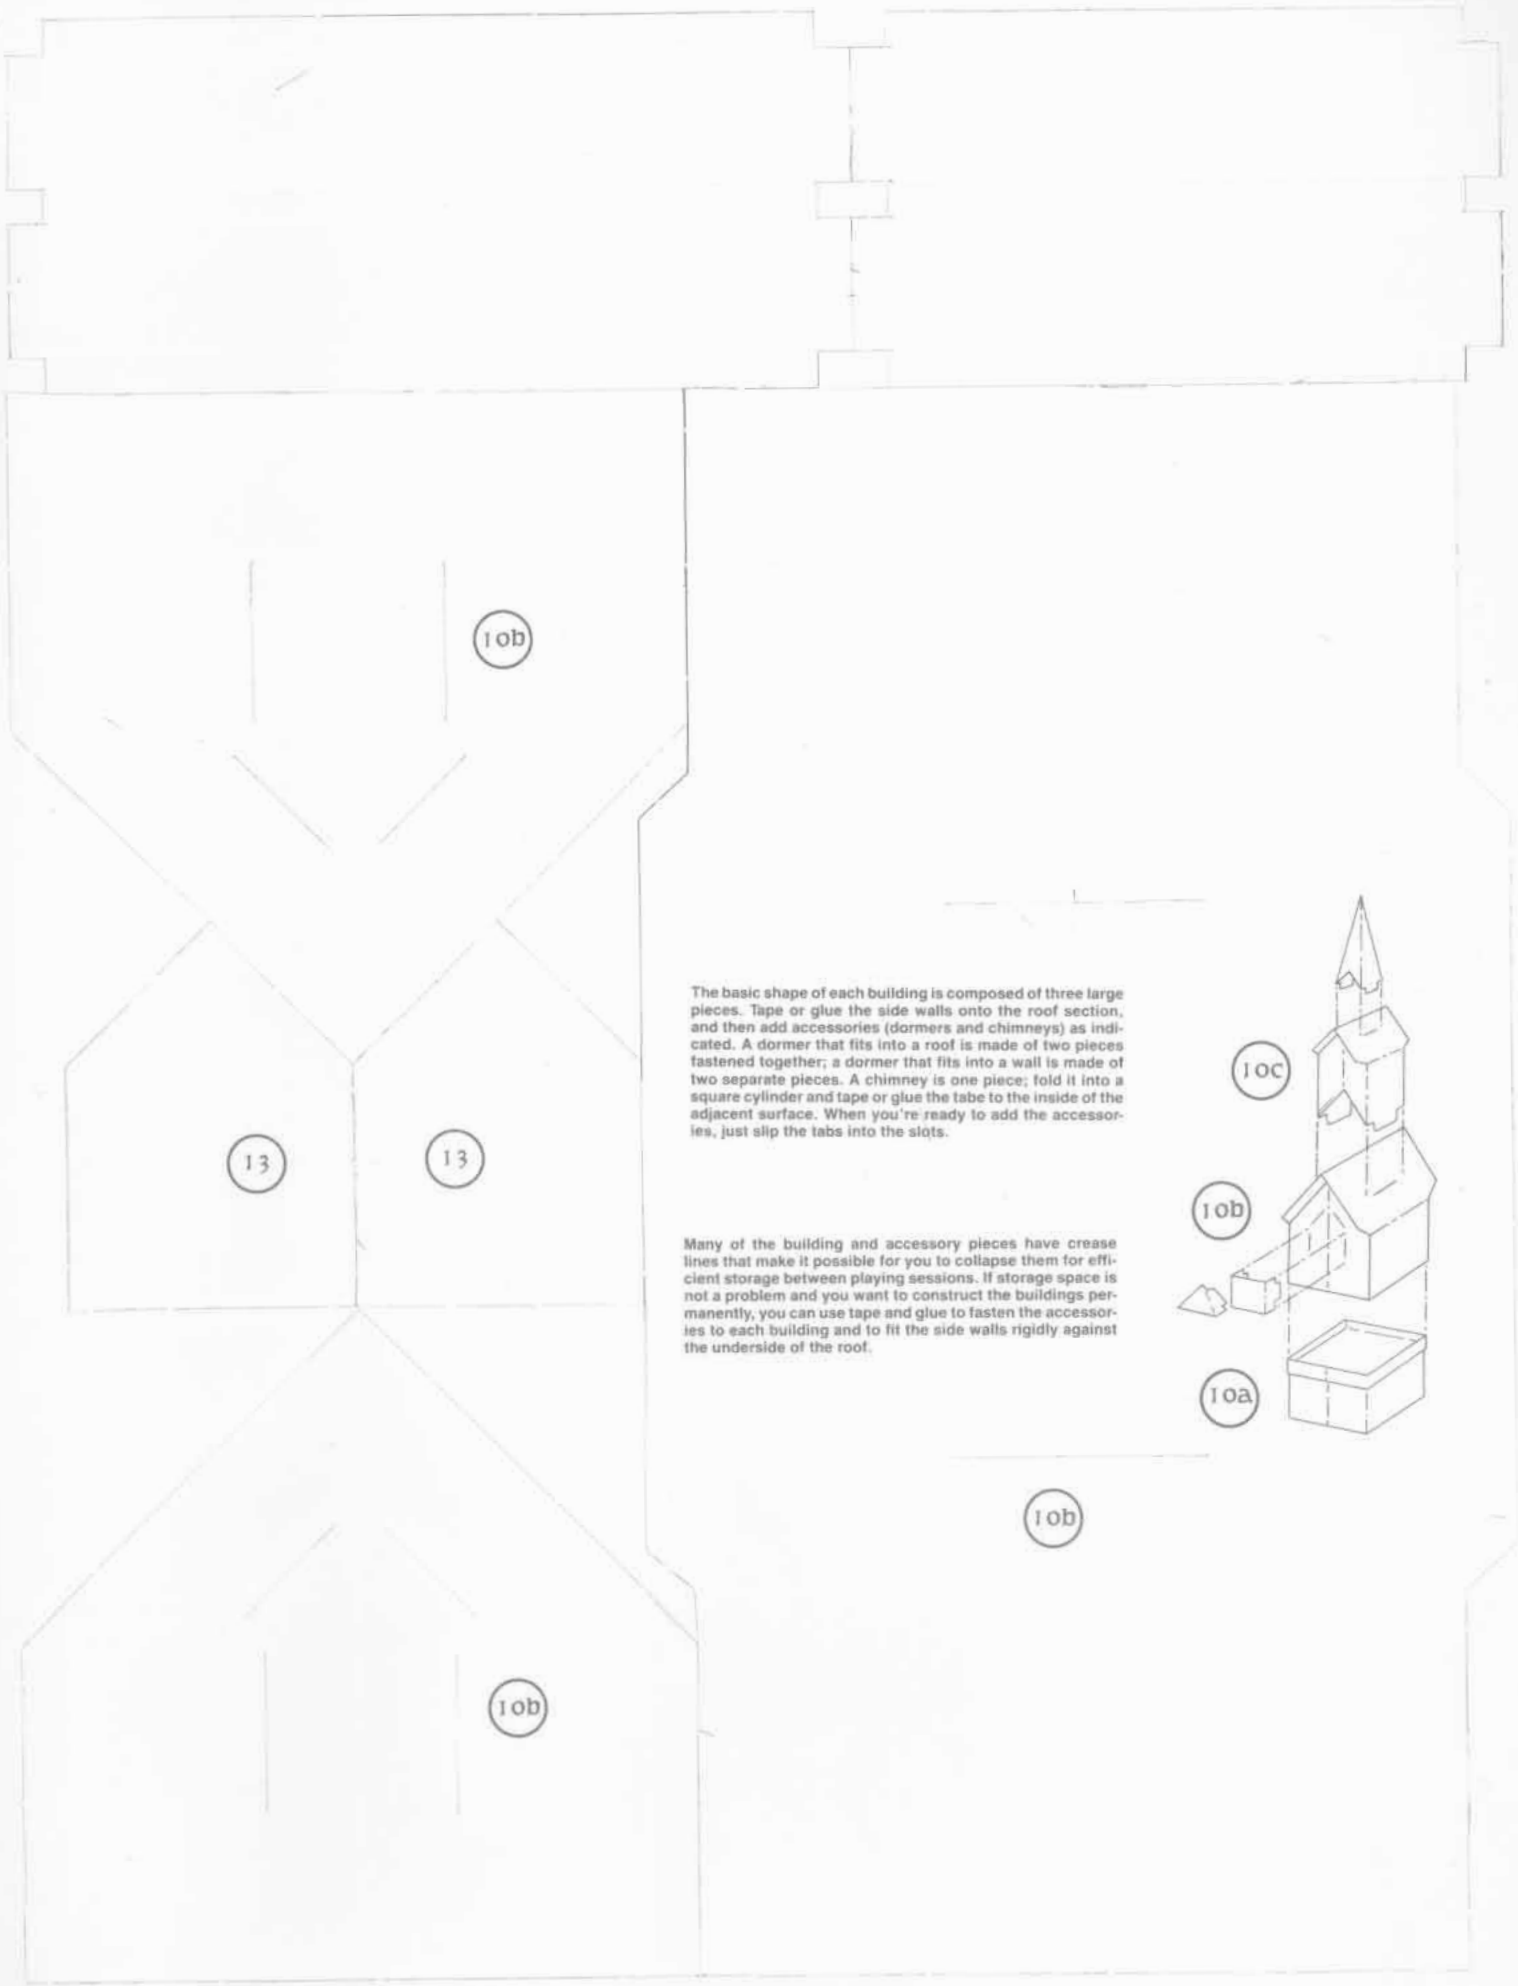 10b
The basic shape of each building is composed of three large
pieces. Tape or glue the side walls onto the roof section,
and then add accessories (dormers and chimneys) as indi-
cated. A dormer that fits into a roof is made of two pieces
fastened together; a dormer that fits into a wall is made of
two separate pieces. A chimney is one piece; fold it into a
square cylinder and tape or glue the tabe to the inside of the
adjacent surface. When you're ready to add the accessor-
ies, just slip the tabs into the slots.
10c
13
13
10b
Many of the building and accessory pieces have crease
lines that make it possible for you to collapse them for effi-
cient storage between playing sessions. If storage space is
not a problem and you want to construct the buildings per-
manently, you can use tape and glue to fasten the accessor-
ies to each building and to fit the side walls rigidly against
the underside of the roof.
10a
10b
10b